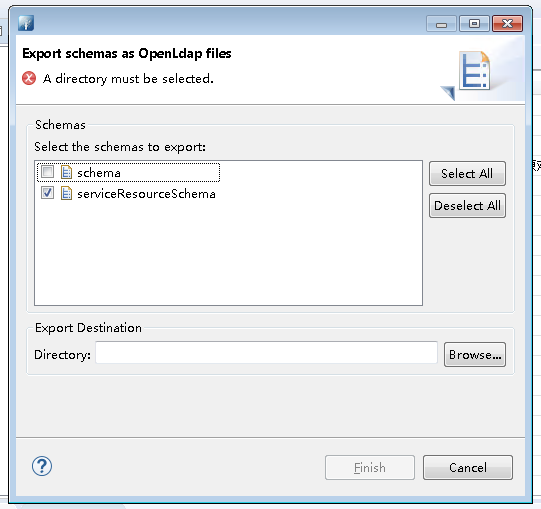 Export schemas as OpenLdap files
A directory must be selected.
Schemas
Select the schemas to export:
schema
serviceResourceSchema
Select All
Deselect All
Export Destination
Directory:
Browse...
Finish
Cancel